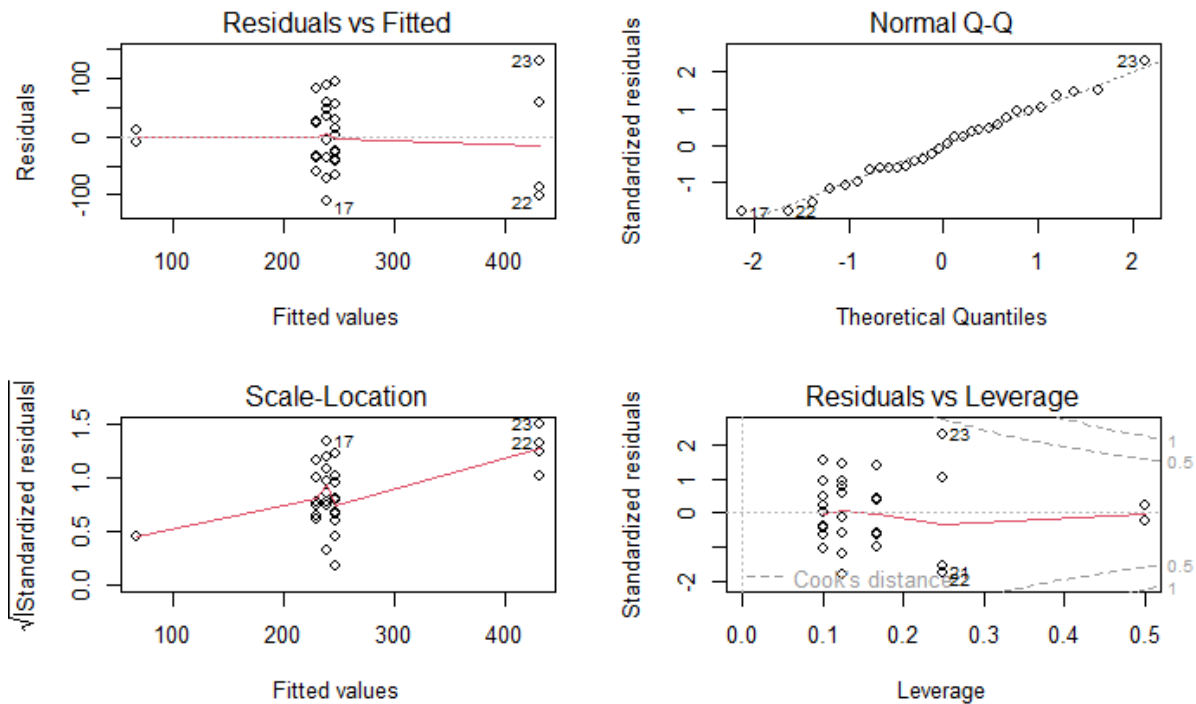 Residuals vs Fitted
Residuals
-100 0 100
23
17
22
100 200 300 400
Fitted values
Normal Q-Q
Standardized residuals
-1 0 1 2
23
17 22
-2 -1 0 1 2
Theoretical Quantiles
Scale-Location
√|Standardized residuals|
0.0 0.5 1.0 1.5
17
23
22
100 200 300 400
Fitted values
Residuals vs Leverage
Standardized residuals
-2 0 1 2
23
21
22
Cook's distance
1
0.5
0.5
1
0.0 0.1 0.2 0.3 0.4 0.5
Leverage